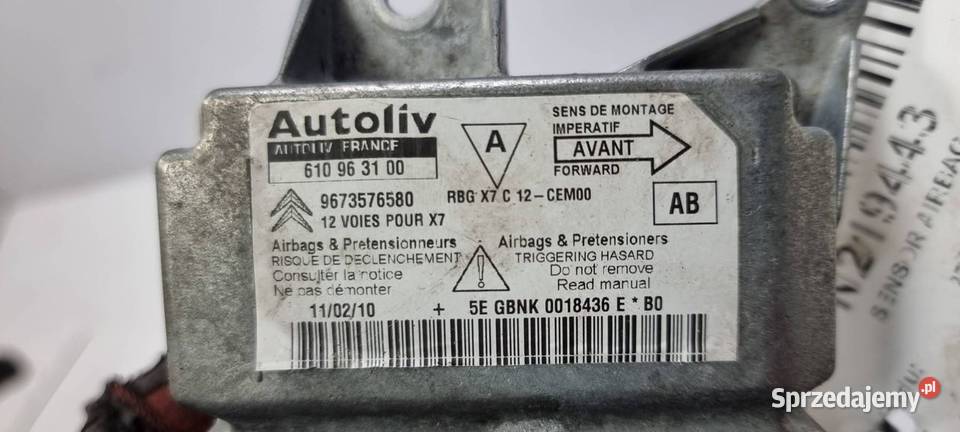 Autoliv
AUTOLIV FRANCE
610 96 31 00
9673576580
12 VOIES POUR X7
A
SENS DE MONTAGE
IMPERATIF
AVANT
FORWARD
RBG X7 C 12-CEM00
AB
Airbags & Pretensionneurs
RISQUE DE DECLENCHEMENT
Consulter la notice
Ne pas démonter
!
Airbags & Pretensioners
TRIGGERING HASARD
Do not remove
Read manual
11/02/10 + 5E GBNK 0018436 E * B0
N2194443
SENSOR AIRBAG
Sprzedajemy.pl